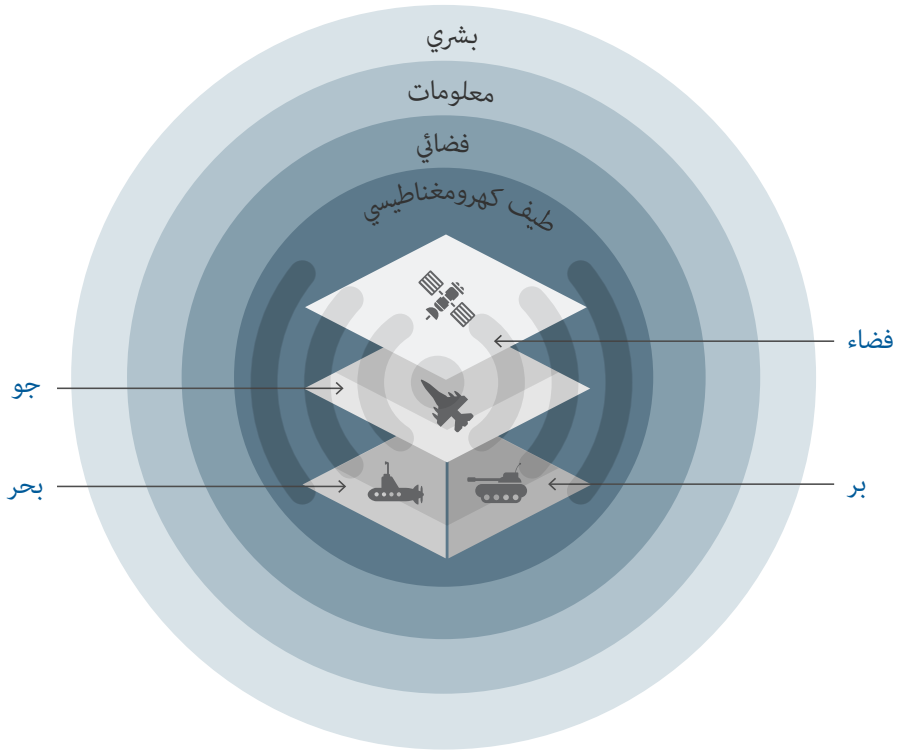 بشري
معلومات
فضائي
طيف كهرومغناطيسي
فضاء
جو
بحر
بر